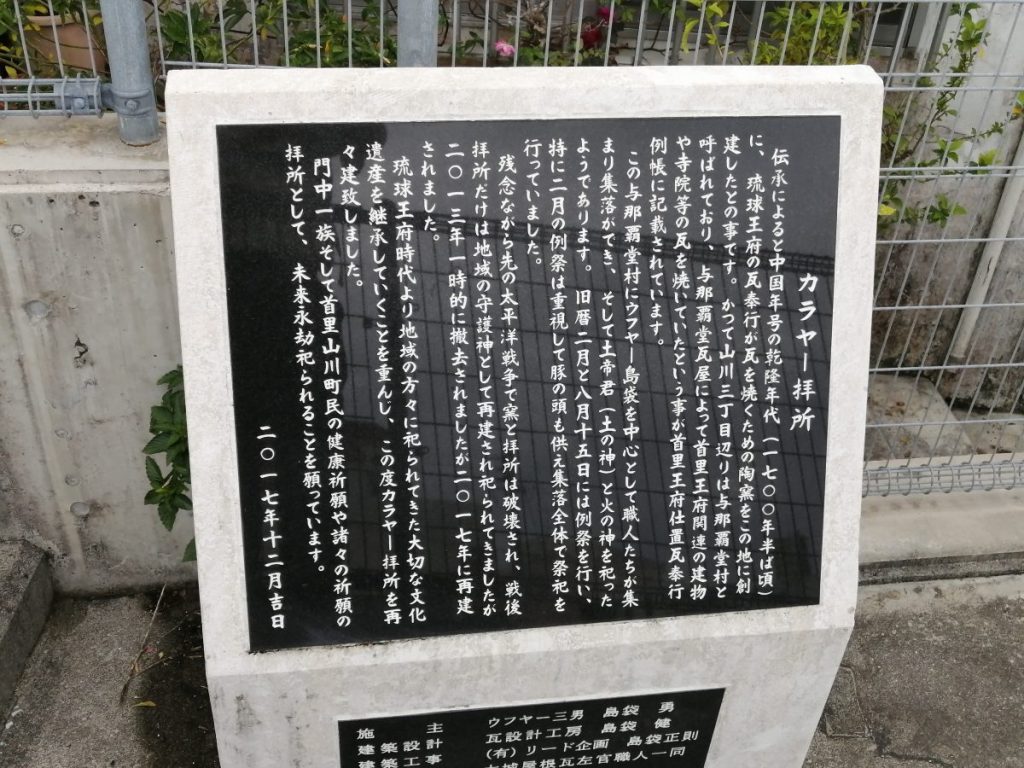 カラヤー拝所
伝承によると中国年号の乾隆年代（一七〇〇年半ば頃）
に、琉球王府の瓦奉行が瓦を焼くための陶窯をこの地に創
建したとの事です。かつて山川三丁目辺りは与那覇堂村と
呼ばれており、与那覇堂瓦屋によって首里王府関連の建物
や寺院等の瓦を焼いていたという事が首里王府仕置瓦奉行
例帳に記載されています。
この与那覇堂村にウフヤー島袋を中心として職人たちが集
まり集落ができ、そして土帝君（土の神）と火の神を祀った
ようであります。旧暦二月と八月十五日には例祭を行い、
特に二月の例祭は重視して豚の頭も供え集落全体で祭祀を
行っていました。
残念ながら先の太平洋戦争で窯と拝所は破壊され、戦後
拝所だけは地域の守護神として再建され祀られてきましたが
二〇一三年一時的に撤去されましたが二〇一七年に再建
されました。
琉球王府時代より地域の方々に祀られてきた大切な文化
遺産を継承していくことを重んじ、この度カラヤー拝所を再
々建致しました。
門中一族そして首里山川町民の健康祈願や諸々の祈願の
拝所として、未来永劫祀られることを願っています。
二〇一七年十二月吉日
施主 ウフヤー三男 島袋 勇
建築設計 瓦設計工房 島袋 健
建築工事 (有)リード企画 島袋正則
城屋根瓦左官職人一同